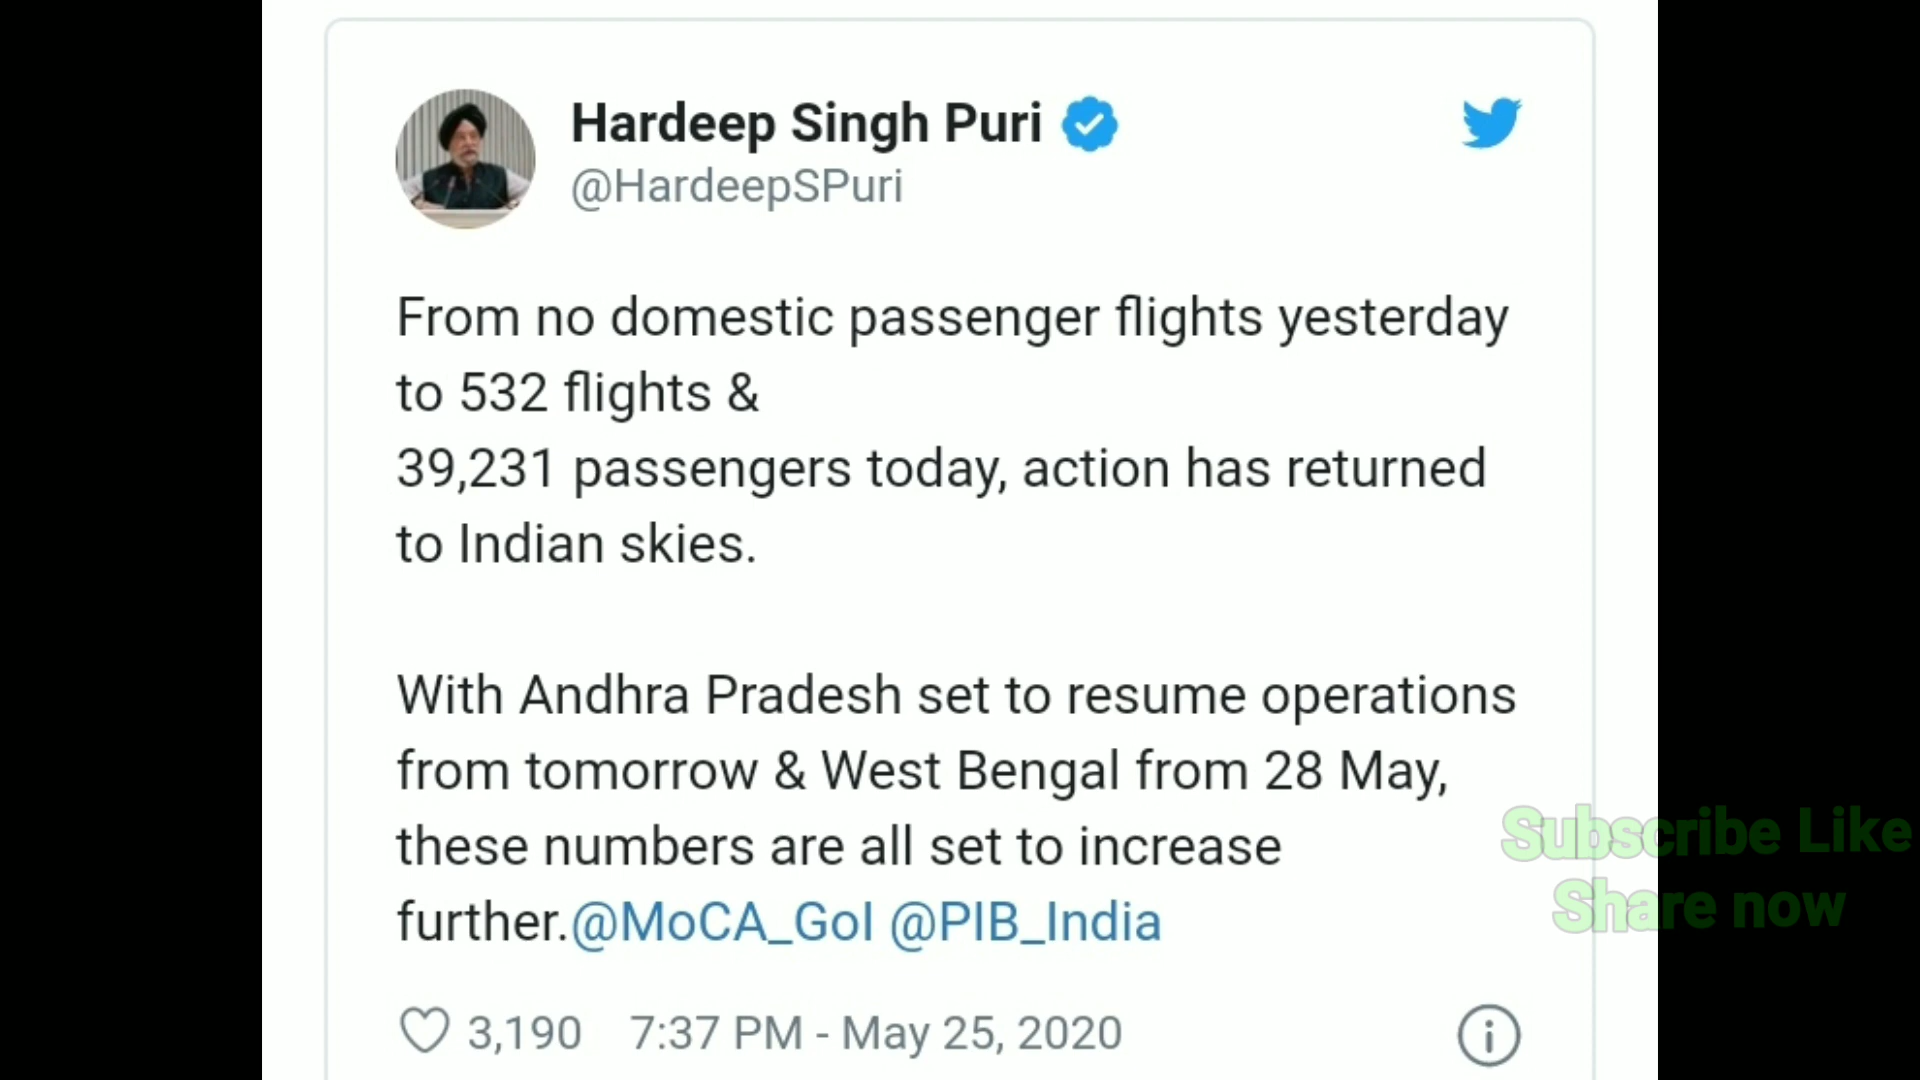 Hardeep Singh Puri
@HardeepSPuri
From no domestic passenger flights yesterday
to 532 flights &
39,231 passengers today, action has returned
to Indian skies.
With Andhra Pradesh set to resume operations
from tomorrow & West Bengal from 28 May,
these numbers are all set to increase
further.@MoCA_GoI @PIB_India
Subscribe Like
Share now
3,190 7:37 PM - May 25, 2020